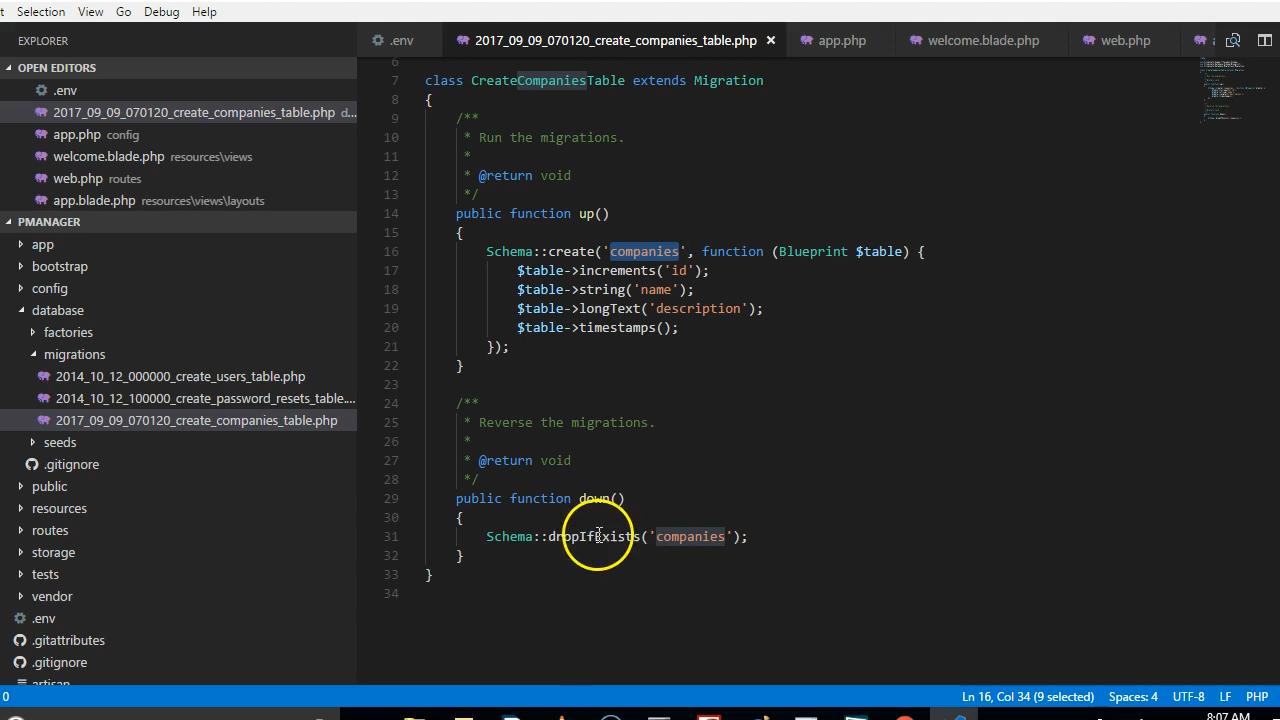 t Selection View Go Debug Help
EXPLORER
.env
2017_09_09_070120_create_companies_table.php ×
app.php
welcome.blade.php
web.php
OPEN EDITORS
.env
2017_09_09_070120_create_companies_table.php d...
app.php config
welcome.blade.php resources\views
web.php routes
app.blade.php resources\views\layouts
PMANAGER
app
bootstrap
config
database
factories
migrations
2014_10_12_000000_create_users_table.php
2014_10_12_100000_create_password_resets_table....
2017_09_09_070120_create_companies_table.php
seeds
.gitignore
public
resources
routes
storage
tests
vendor
.env
.gitattributes
.gitignore
artisan
6
7 class CreateCompaniesTable extends Migration
8 {
9 /**
10 * Run the migrations.
11 *
12 * @return void
13 */
14 public function up()
15 {
16 Schema::create('companies', function (Blueprint $table) {
17 $table->increments('id');
18 $table->string('name');
19 $table->longText('description');
20 $table->timestamps();
21 });
22 }
23
24 /**
25 * Reverse the migrations.
26 *
27 * @return void
28 */
29 public function down()
30 {
31 Schema::dropIfExists('companies');
32 }
33 }
34
0
Ln 16, Col 34 (9 selected) Spaces: 4 UTF-8 LF PHP
8:07 AM